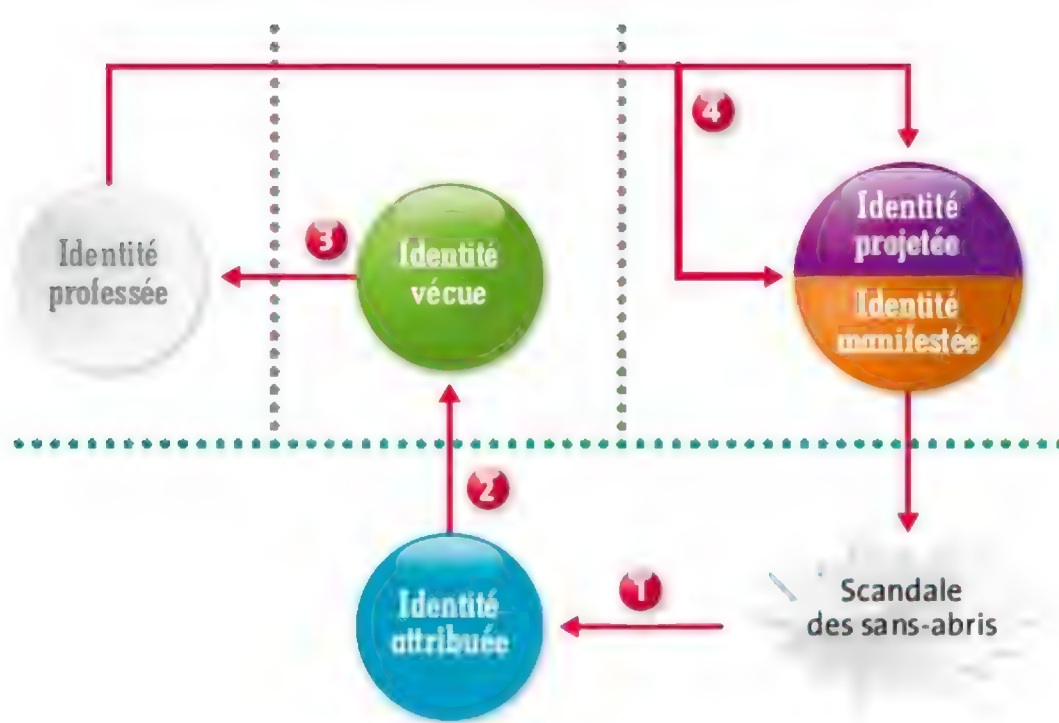 4
Identité
professée
3
Identité
vécue
Identité
projetée
Identité
manifestée
2
Identité
attribuée
1
Scandale
des sans-abris